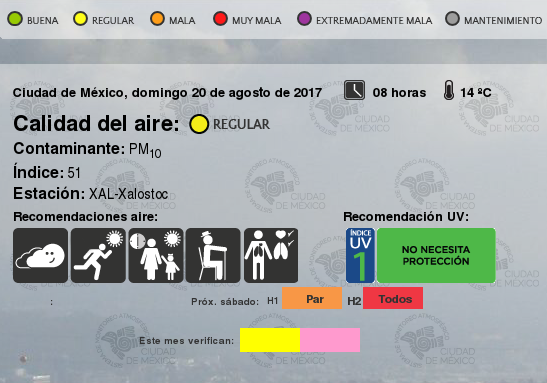 BUENA REGULAR MALA MUY MALA EXTREMADAMENTE MALA MANTENIMIENTO
Ciudad de México, domingo 20 de agosto de 2017 08 horas 14 ºC
Calidad del aire: REGULAR
Contaminante: PM10
Índice: 51
Estación: XAL-Xalostoc
Recomendaciones aire: Recomendación UV:
ÍNDICE UV 1 NO NECESITA PROTECCIÓN
: Próx. sábado: H1 Par H2 Todos
Este mes verifican:
CIUDAD DE MÉXICO